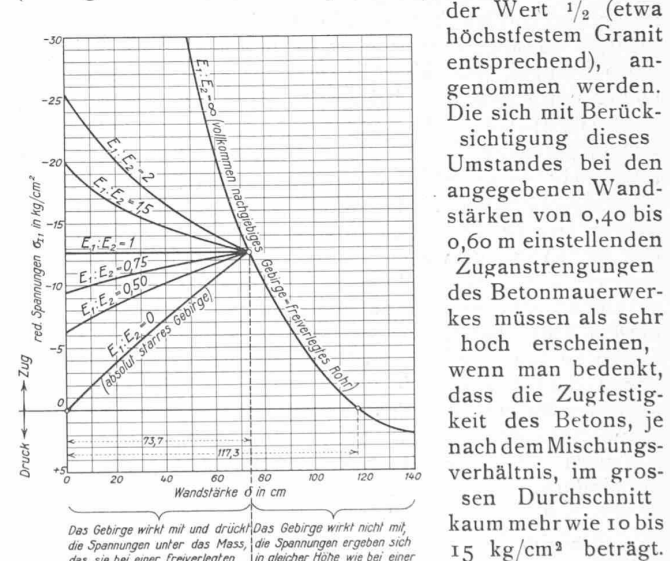 der Wert ¹/₂ (etwa
höchstfestem Granit
entsprechend), an-
genommen werden.
Die sich mit Berück-
sichtigung dieses
Umstandes bei den
angegebenen Wand-
stärken von 0,40 bis
0,60 m einstellenden
Zuganstrengungen
des Betonmauerwer-
kes müssen als sehr
hoch erscheinen,
wenn man bedenkt,
dass die Zugfestig-
keit des Betons, je
nach dem Mischungs-
verhältnis, im gros-
sen Durchschnitt
kaum mehr wie 10 bis
15 kg/cm² beträgt.
-30
-25
-20
-15
-10
-5
0
+5
red. Spannungen σz₁, in kg/cm²
Zug
Druck
E₁:E₂=∞ (vollkommen nachgiebiges Gebirge=freiverlegtes Rohr)
E₁:E₂=2
E₁:E₂=1,5
E₁:E₂=1
E₁:E₂=0,75
E₁:E₂=0,50
E₁:E₂=0
(absolut starres Gebirge)
73,7
117,3
0 20 40 60 80 100 120 140
Wandstärke δ in cm
Das Gebirge wirkt mit und drückt
die Spannungen unter das Mass,
das sie bei einer freiverlegten
Das Gebirge wirkt nicht mit,
die Spannungen ergeben sich
in gleicher Höhe wie bei einer